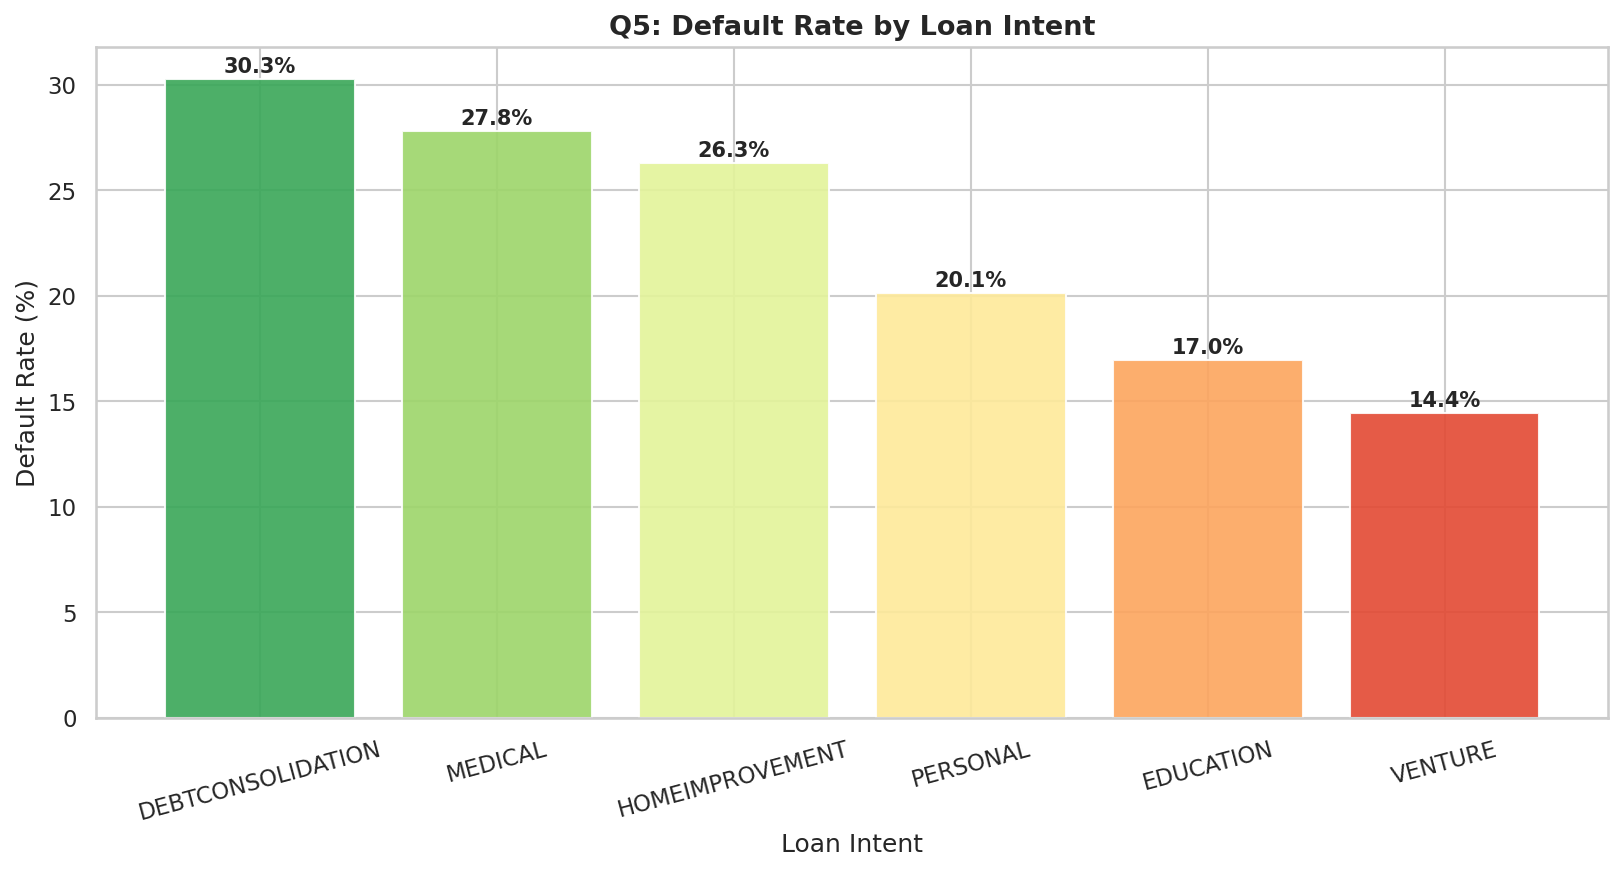 Q5: Default Rate by Loan Intent
30.3%
27.8%
26.3%
20.1%
17.0%
14.4%
Default Rate (%)
30
25
20
15
10
5
0
DEBTCONSOLIDATION
MEDICAL
HOMEIMPROVEMENT
PERSONAL
EDUCATION
VENTURE
Loan Intent